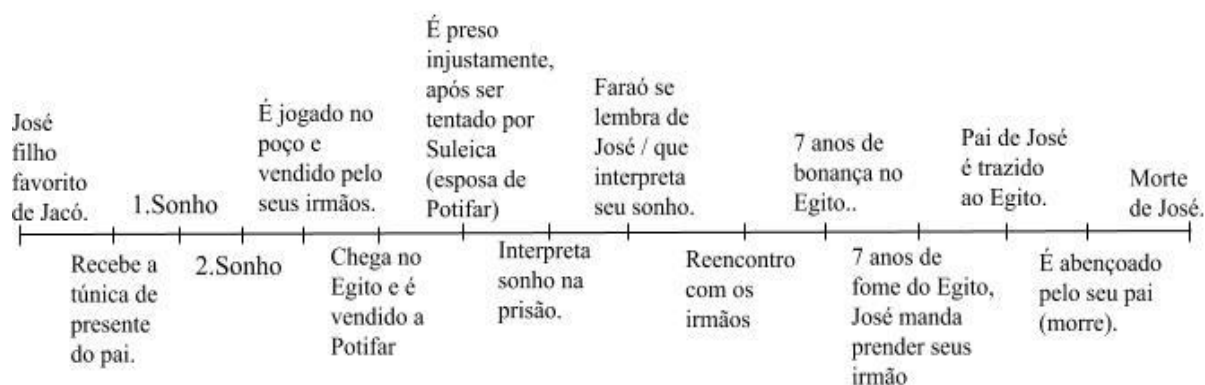 José
filho
favorito
de Jacó.
Recebe a
túnica de
presente
do pai.
1.Sonho
2.Sonho
É jogado no
poço e
vendido pelo
seus irmãos.
Chega no
Egito e é
vendido a
Potifar
É preso
injustamente,
após ser
tentado por
Suleica
(esposa de
Potifar)
Interpreta
sonho na
prisão.
Faraó se
lembra de
José / que
interpreta
seu sonho.
Reencontro
com os
irmãos
7 anos de
bonança no
Egito..
7 anos de
fome do Egito,
José manda
prender seus
irmão
Pai de José
é trazido
ao Egito.
É abençoado
pelo seu pai
(morre).
Morte
de José.